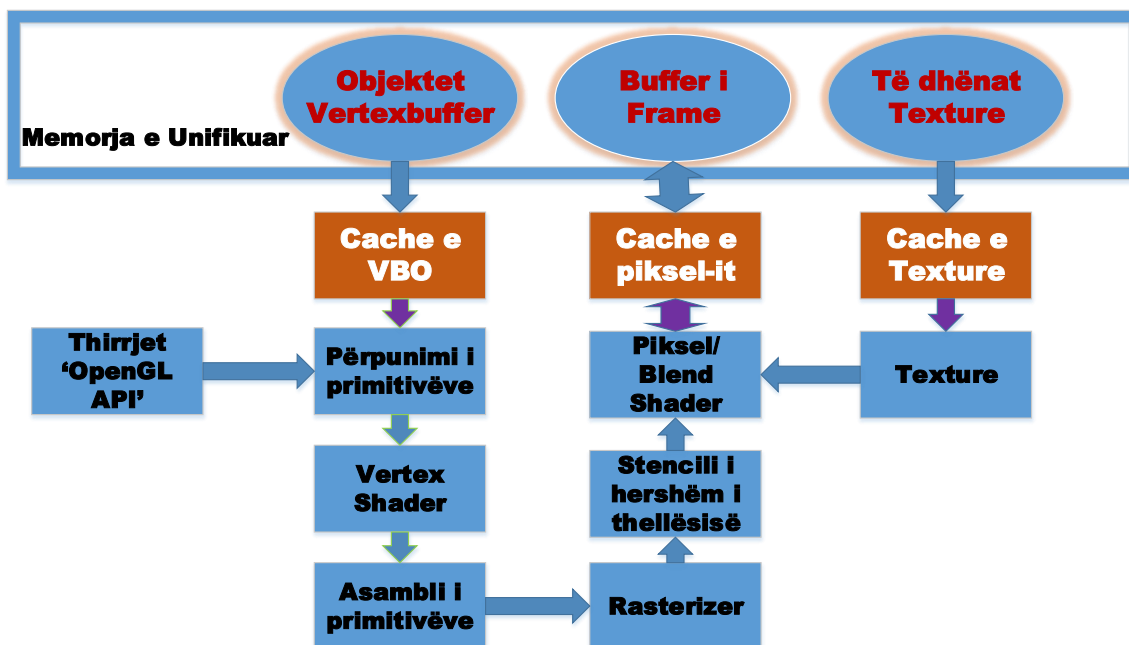 Objektet
Vertexbuffer
Buffer i
Frame
Të dhënat
Texture
Memorja e Unifikuar
Cache e
VBO
Cache e
piksel-it
Cache e
Texture
Thirrjet
‘OpenGL
API’
Përpunimi i
primitivëve
Piksel/
Blend
Shader
Texture
Vertex
Shader
Stencili i
hershëm i
thellësisë
Asambli i
primitivëve
Rasterizer